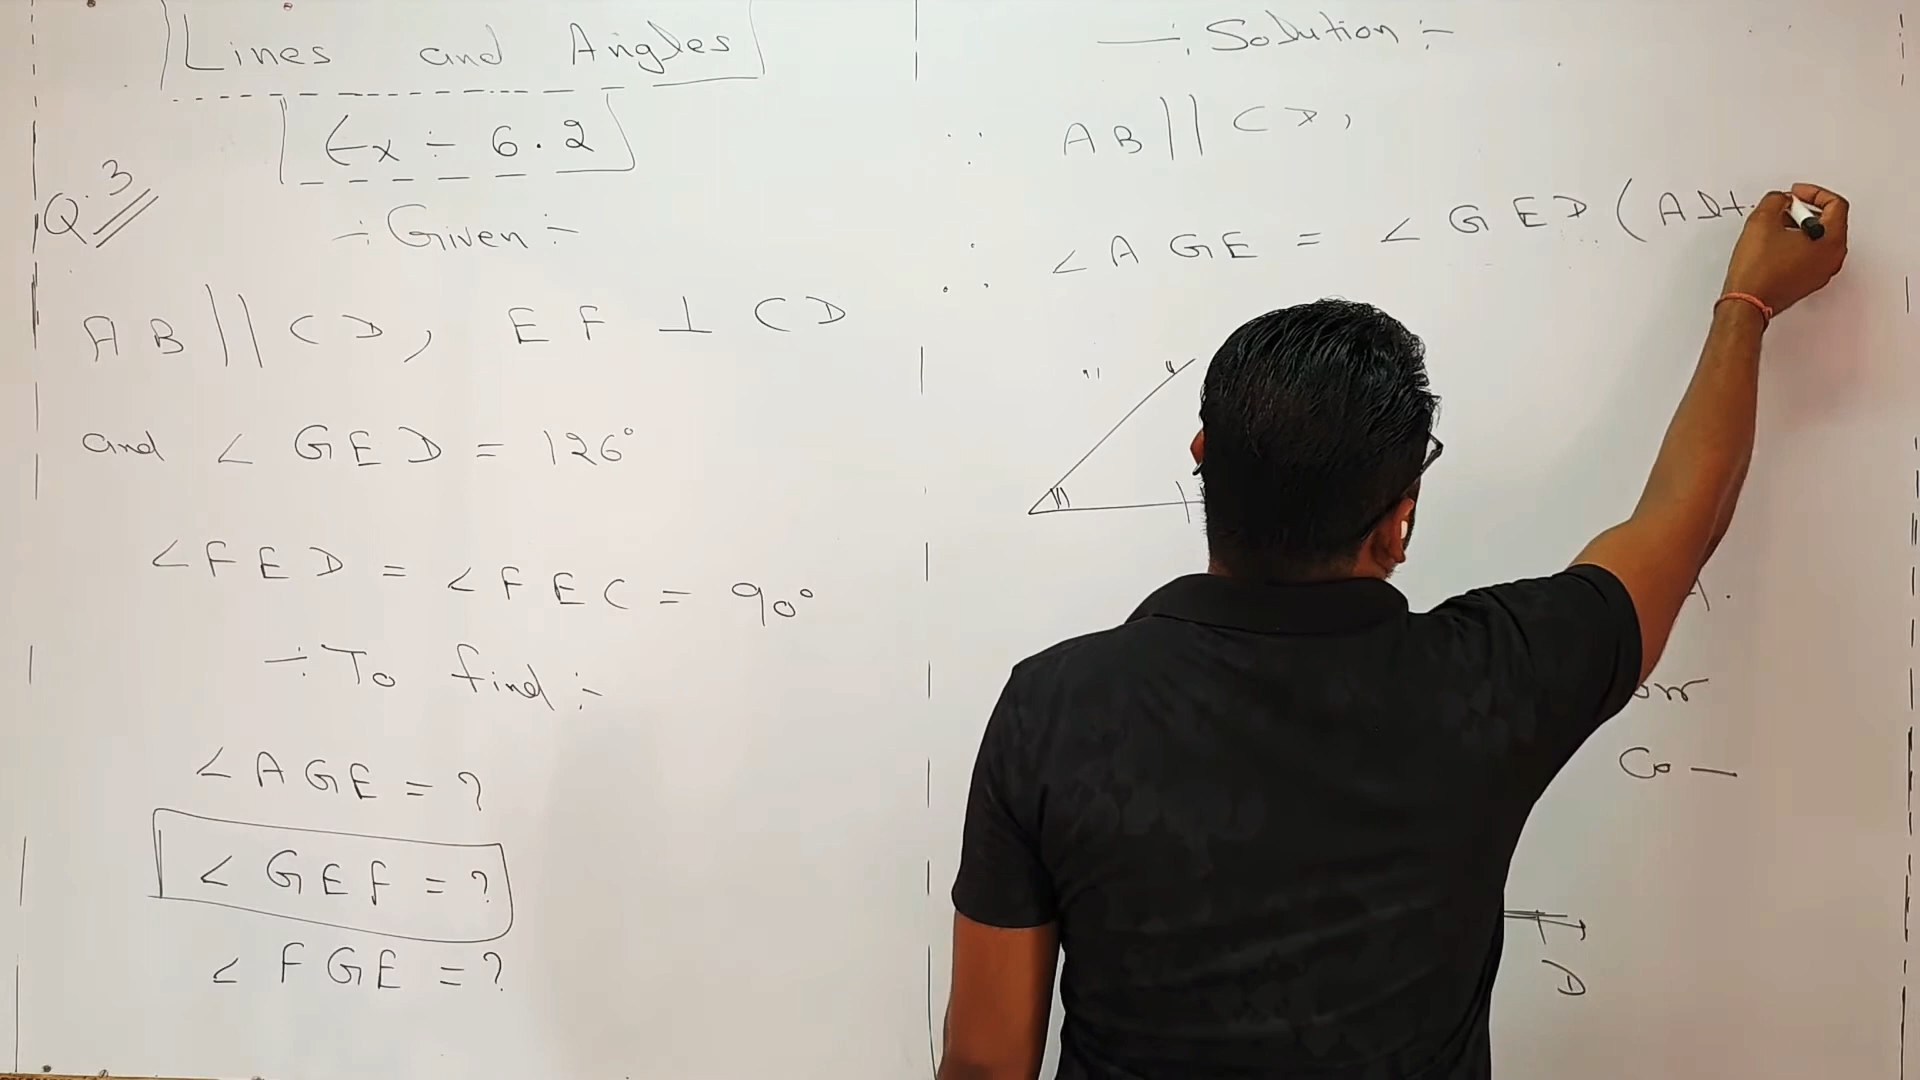 Lines and Angles
Ex ÷ 6.2
Q.3
÷ Given ÷
AB || CD, EF ⊥ CD
and ∠GED = 126°
∠FED = ∠FEC = 90°
÷ To find ÷
∠AGE = ?
∠GEF = ?
∠FGE = ?
÷ Solution ÷
∵ AB || CD,
∴ ∠AGE = ∠GED (Alt.
Co –
D